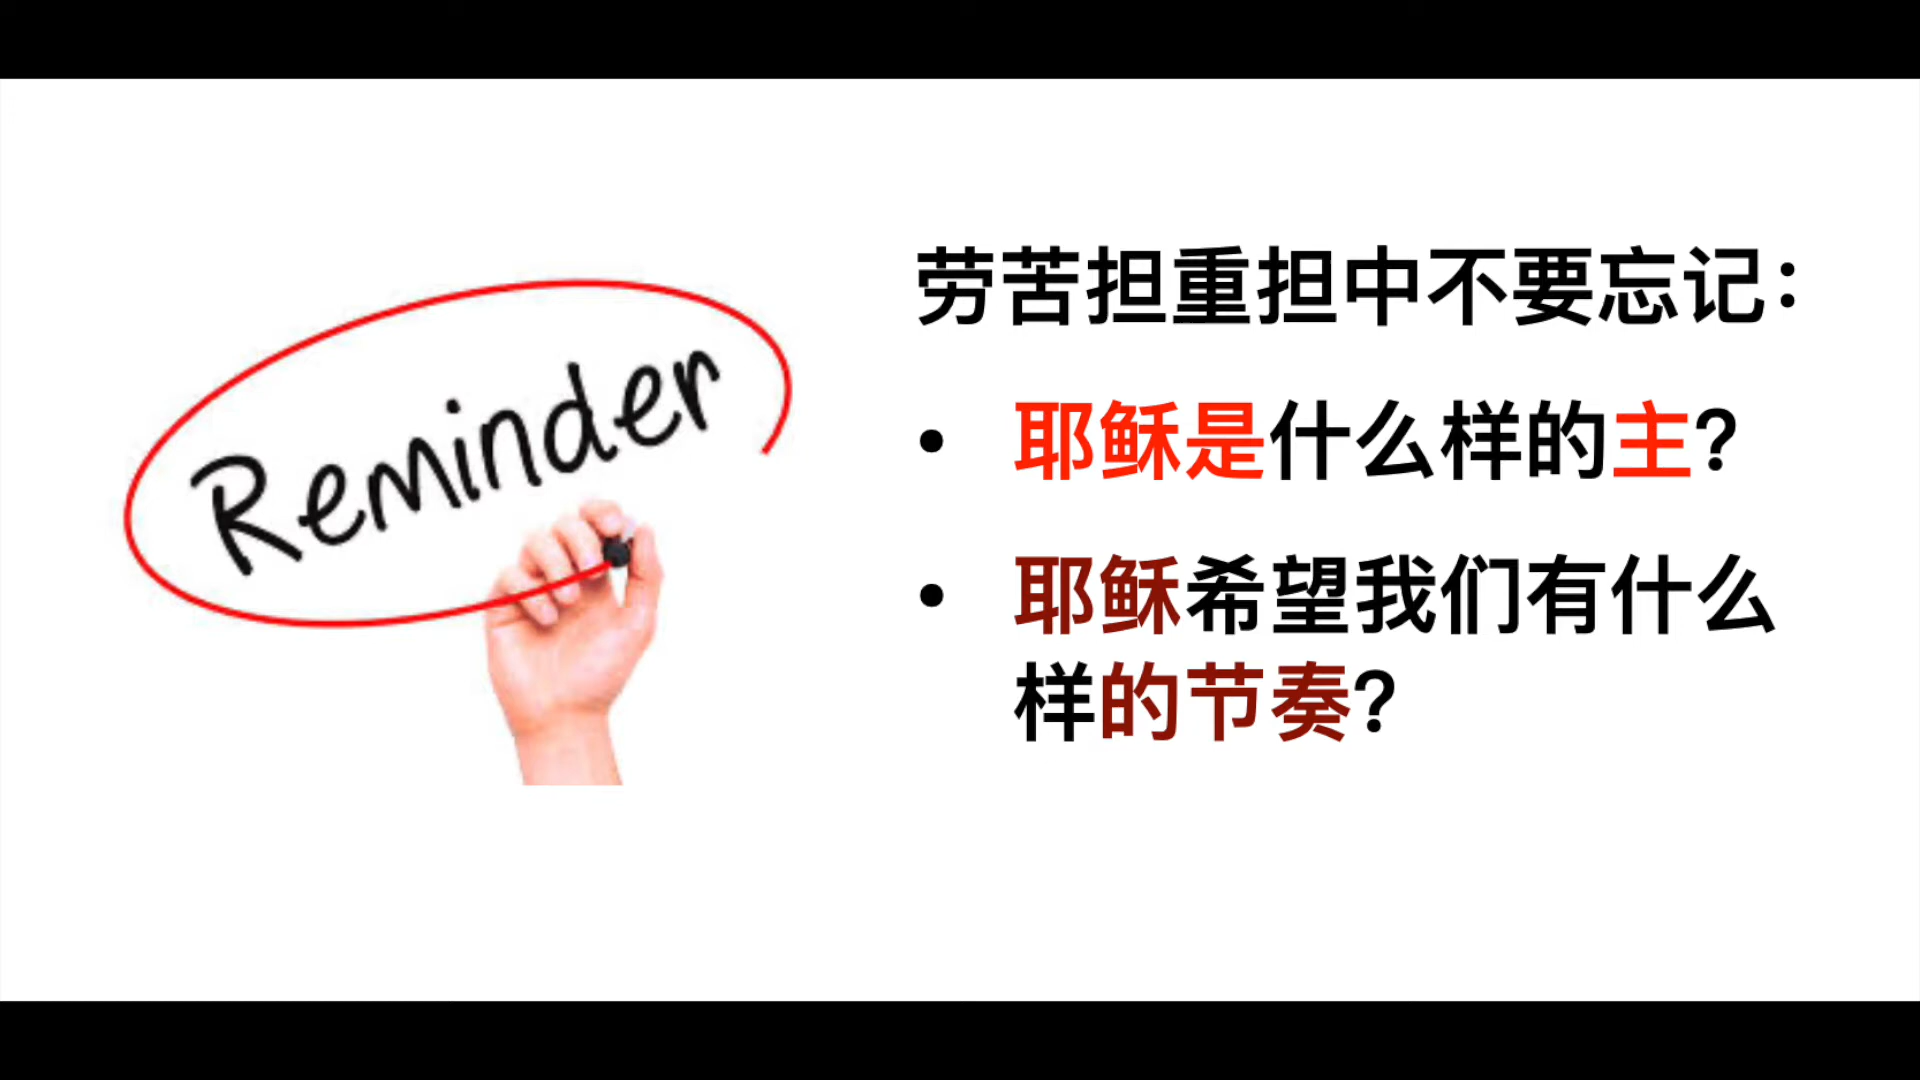 Reminder
劳苦担重担中不要忘记：
• 耶稣是什么样的主?
• 耶稣希望我们有什么
样的节奏?